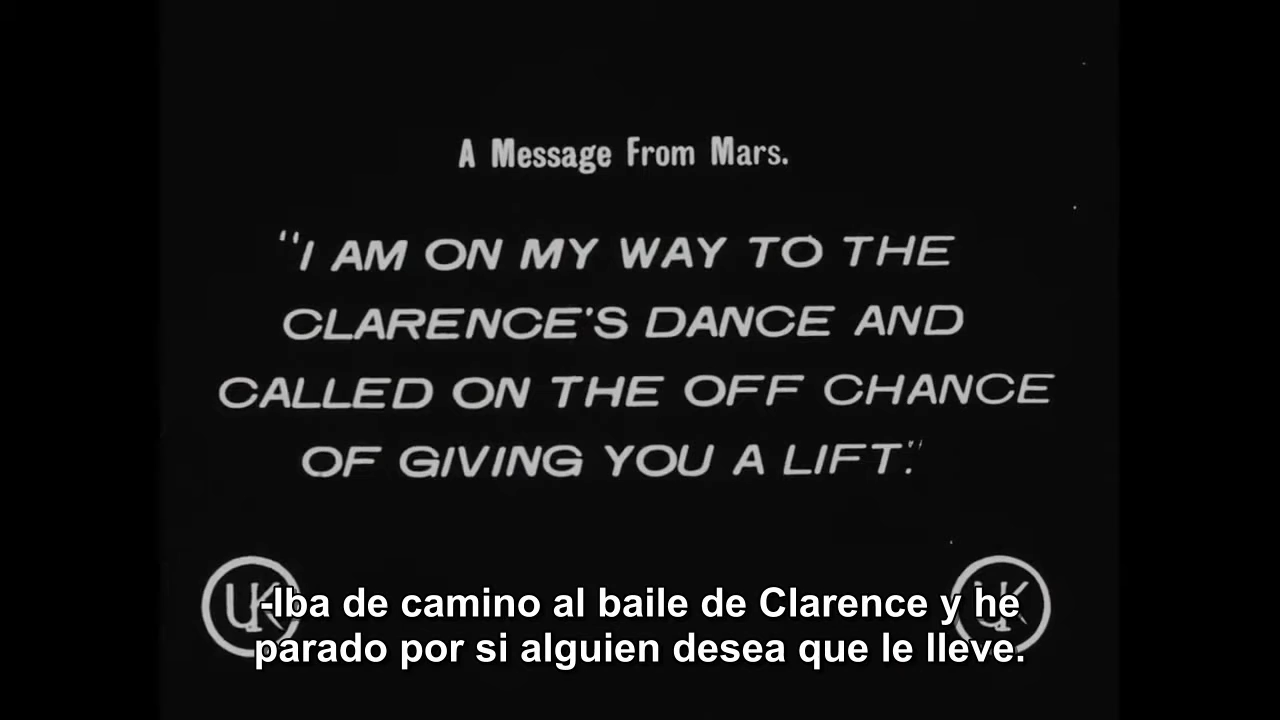 A Message From Mars.
"I AM ON MY WAY TO THE
CLARENCE'S DANCE AND
CALLED ON THE OFF CHANCE
OF GIVING YOU A LIFT."
UK
UK
-Iba de camino al baile de Clarence y he
parado por si alguien desea que le lleve.